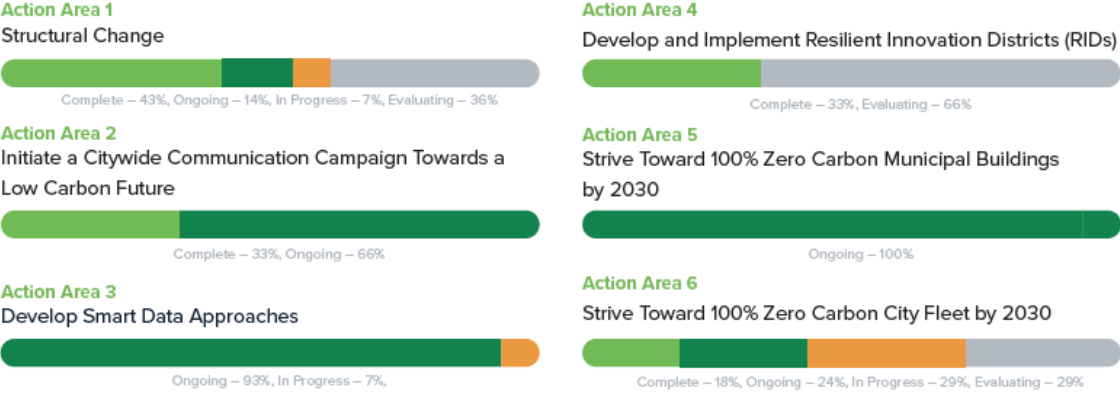 Action Area 1
Structural Change
Complete – 43%, Ongoing – 14%, In Progress – 7%, Evaluating – 36%
Action Area 2
Initiate a Citywide Communication Campaign Towards a
Low Carbon Future
Complete – 33%, Ongoing – 66%
Action Area 3
Develop Smart Data Approaches
Ongoing – 93%, In Progress – 7%,
Action Area 4
Develop and Implement Resilient Innovation Districts (RIDs)
Complete – 33%, Evaluating – 66%
Action Area 5
Strive Toward 100% Zero Carbon Municipal Buildings
by 2030
Ongoing – 100%
Action Area 6
Strive Toward 100% Zero Carbon City Fleet by 2030
Complete – 18%, Ongoing – 24%, In Progress – 29%, Evaluating – 29%